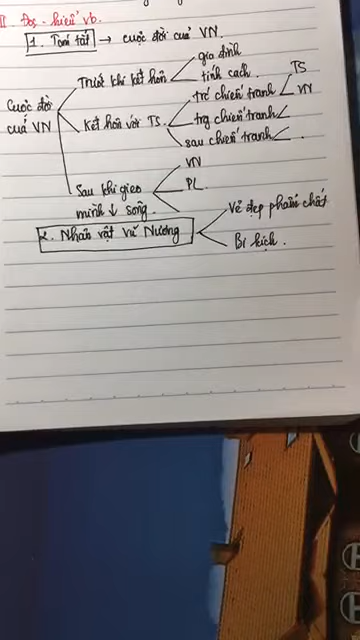 II. Đọc-hiểu vb.
1. Tóm tắt → cuộc đời của VN.
gia đình
Trước khi kết hôn
tính cách.
TS
Cuộc đời
của VN
trc chiến tranh
VN
Kết hôn với TS.
trg chiến tranh
sau chiến tranh
VN
Sau khi gieo
mình ↓ sông.
PL.
2. Nhân vật Vũ Nương
Vẻ đẹp phẩm chất
Bi kịch.